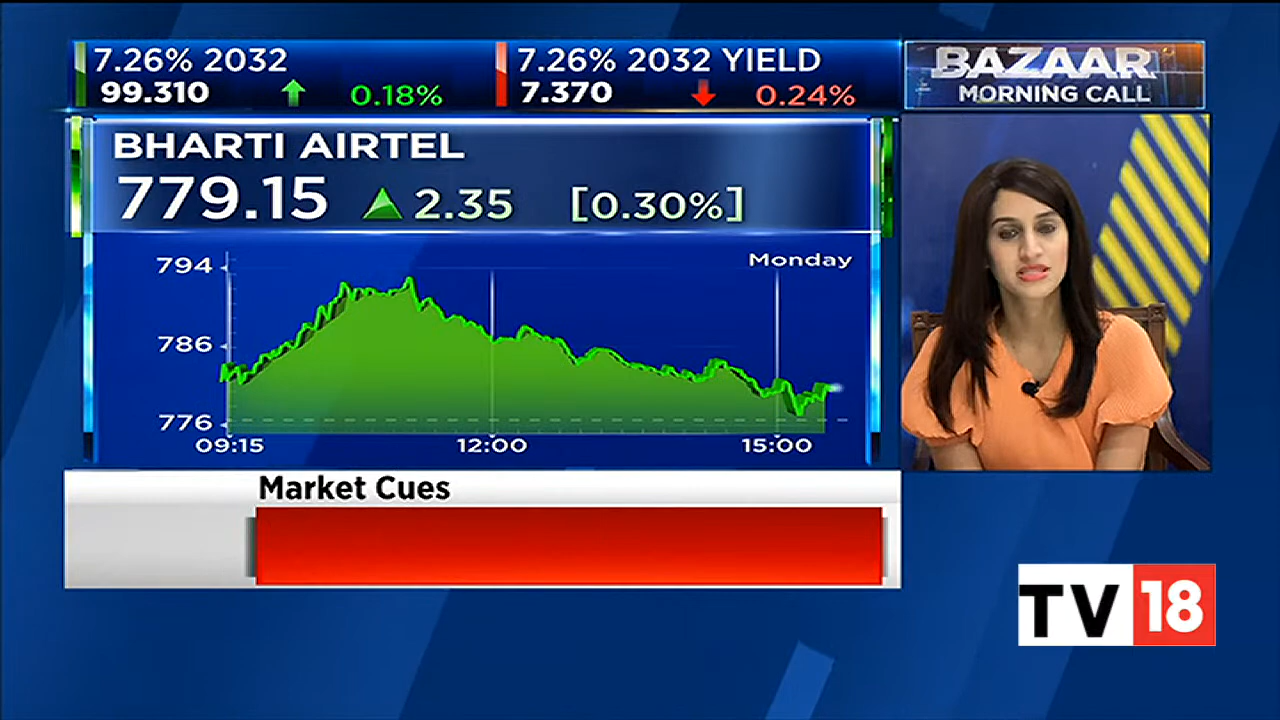 7.26% 2032
99.310 0.18%
7.26% 2032 YIELD
7.370 0.24%
BAZAAR
MORNING CALL
BHARTI AIRTEL
779.15 2.35 [0.30%]
Monday
794
786
776
09:15 12:00 15:00
Market Cues
TV18